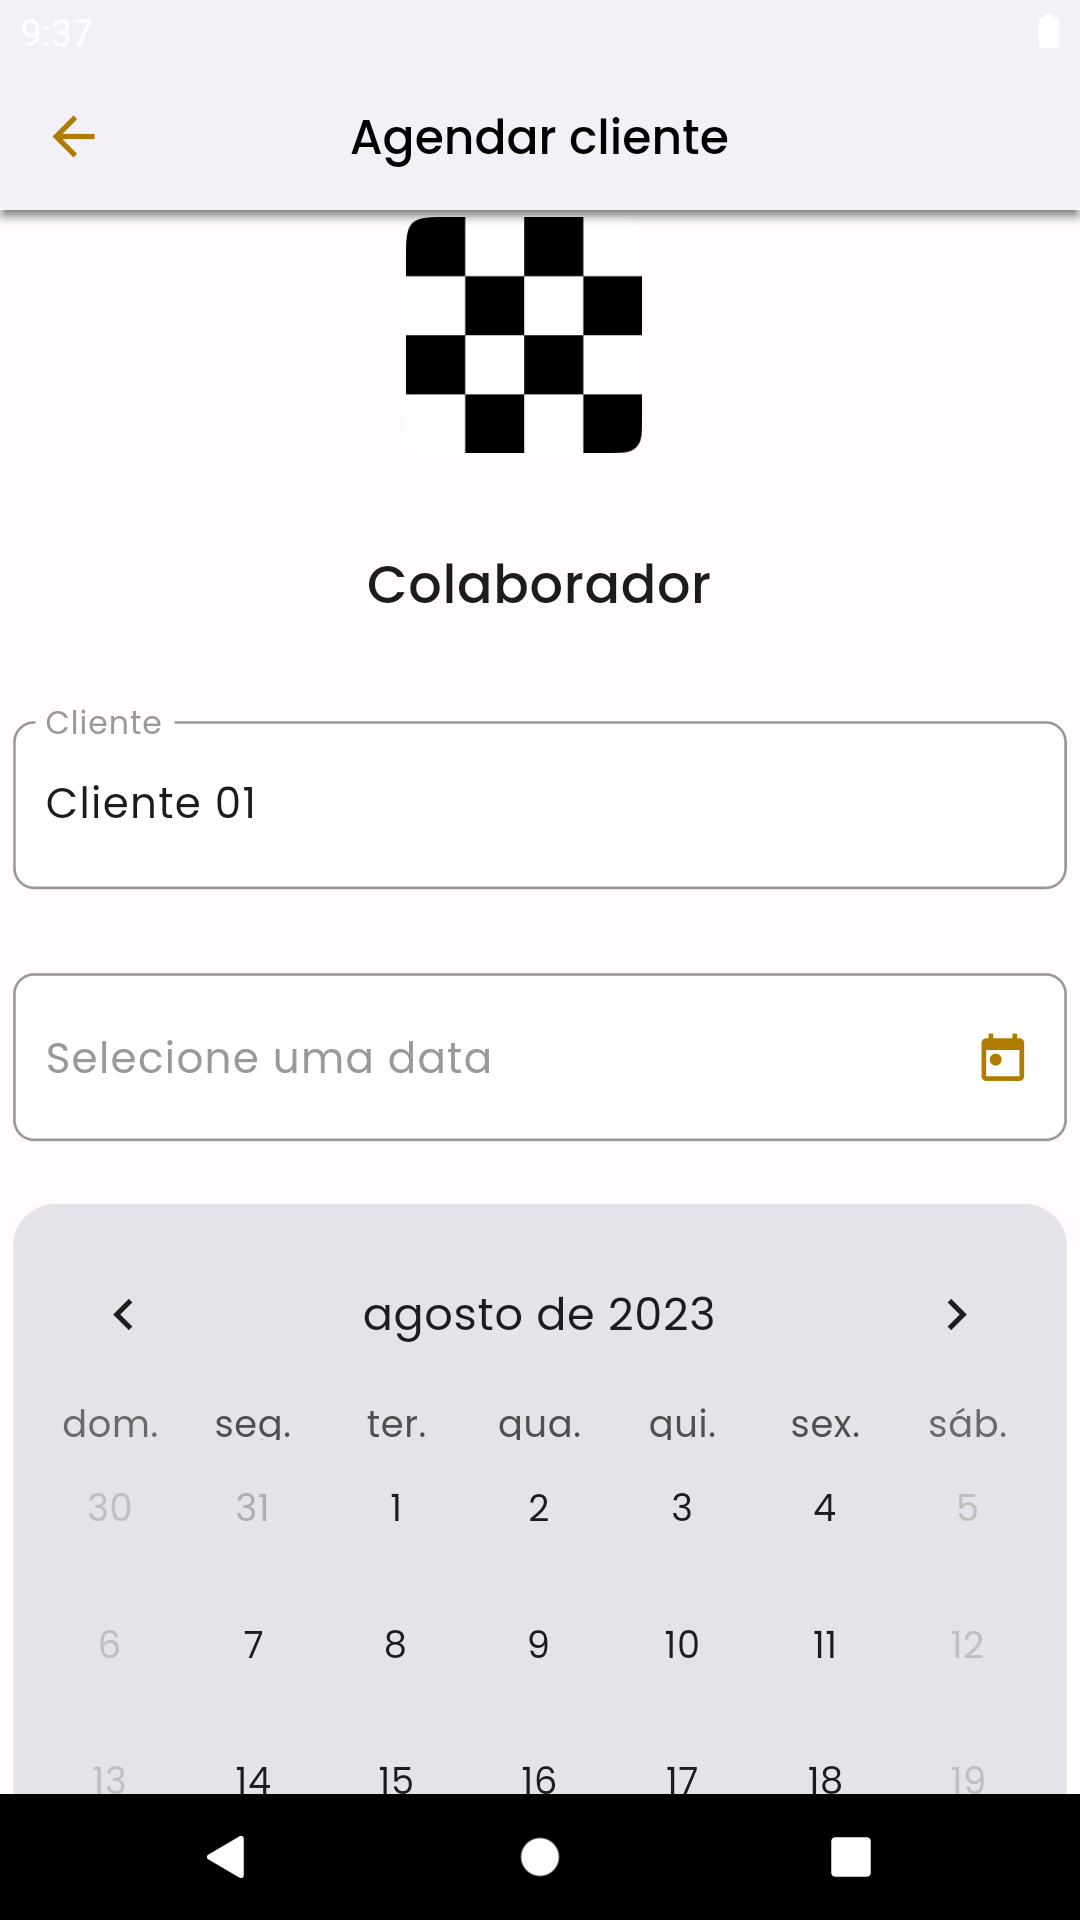 9:37
Agendar cliente
Colaborador
Cliente
Cliente 01
Selecione uma data
agosto de 2023
dom. seg. ter. qua. qui. sex. sáb.
30 31 1 2 3 4 5
6 7 8 9 10 11 12
13 14 15 16 17 18 19